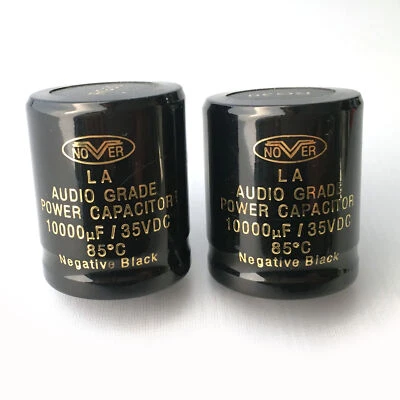 NOVER
LA
AUDIO GRADE
POWER CAPACITOR
10000µF / 35VDC
85°C
Negative Black
NOVER
LA
AUDIO GRADE
POWER CAPACITOR
10000µF / 35VDC
85°C
Negative Black